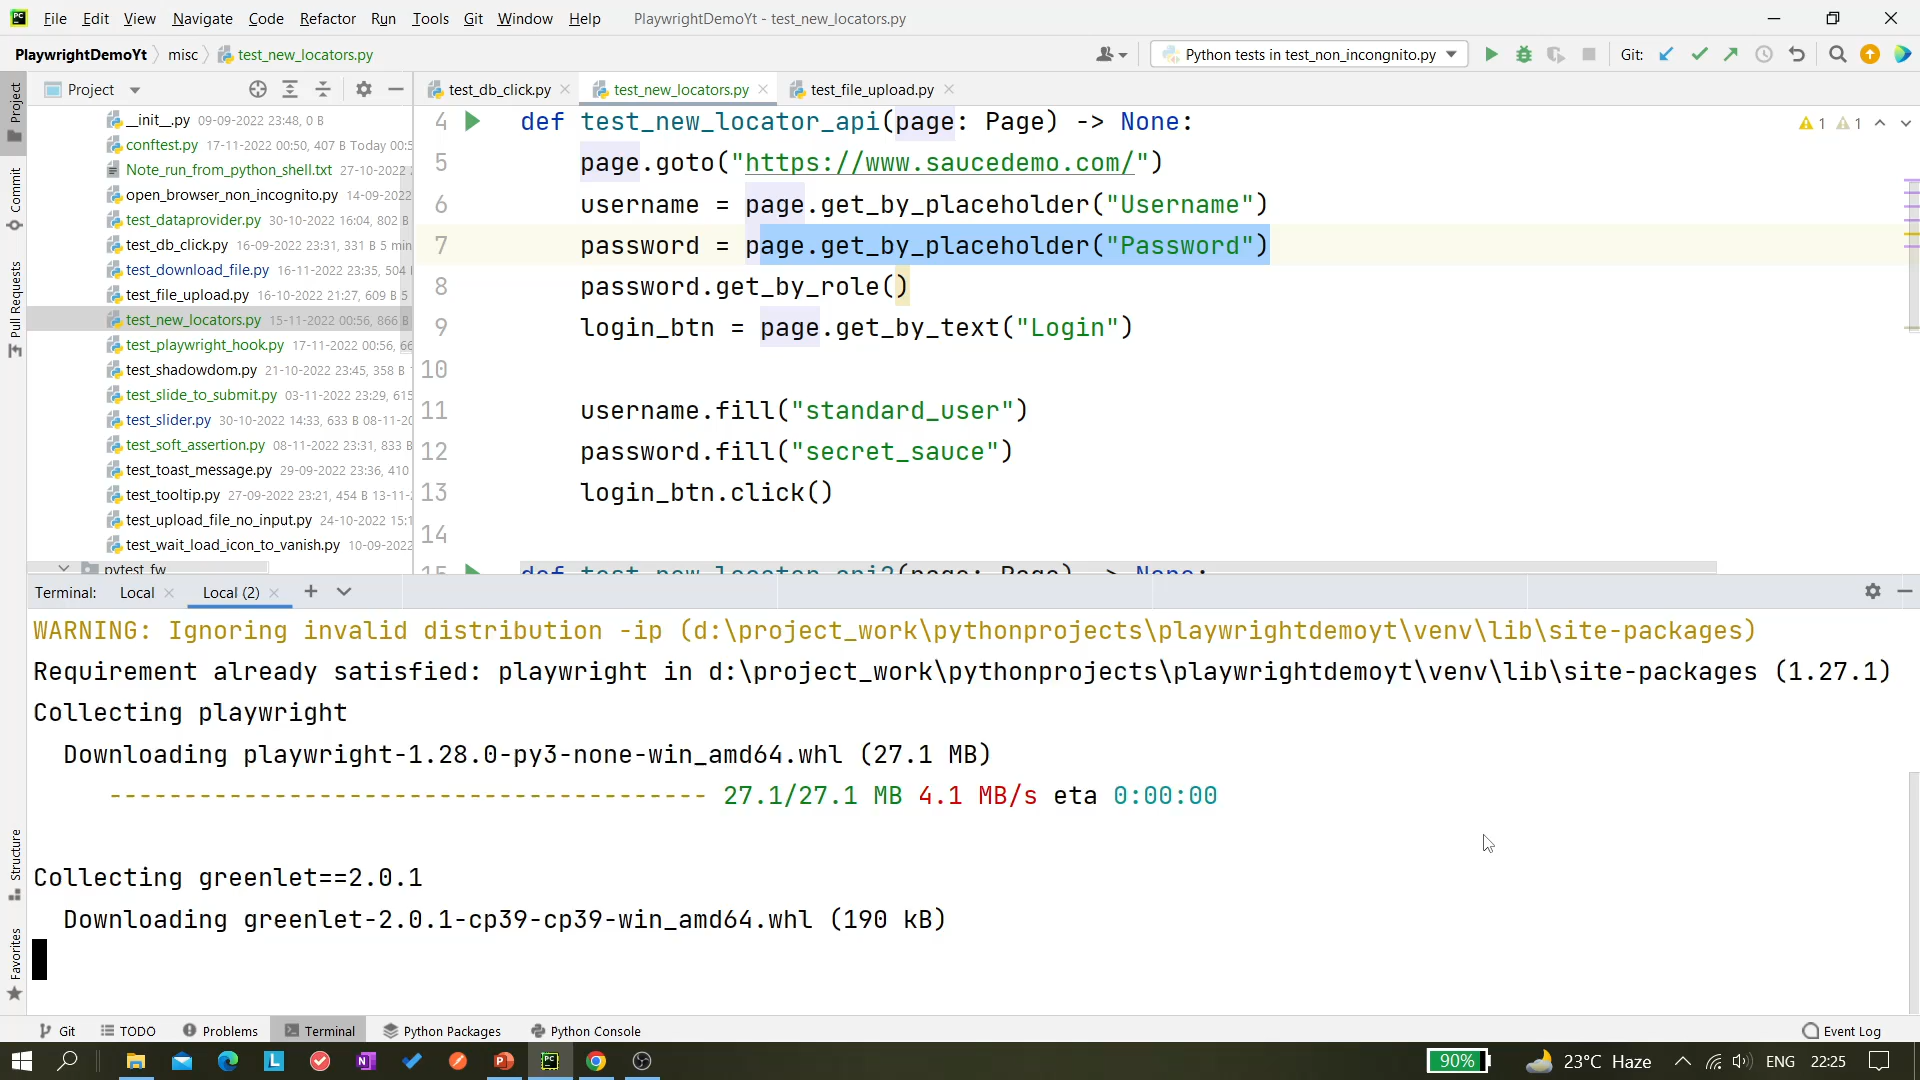 File Edit View Navigate Code Refactor Run Tools Git Window Help PlaywrightDemoYt - test_new_locators.py
PlaywrightDemoYt misc test_new_locators.py Python tests in test_non_incongnito.py Git:
Project test_db_click.py test_new_locators.py test_file_upload.py
Project
Commit
Pull Requests
Structure
Favorites
__init__.py 09-09-2022 23:48, 0 B
conftest.py 17-11-2022 00:50, 407 B Today 00:5
Note_run_from_python_shell.txt 27-10-2022
open_browser_non_incognito.py 14-09-2022
test_dataprovider.py 30-10-2022 16:04, 802 B
test_db_click.py 16-09-2022 23:31, 331 B 5 min
test_download_file.py 16-11-2022 23:35, 504
test_file_upload.py 16-10-2022 21:27, 609 B 5
test_new_locators.py 15-11-2022 00:56, 866 B
test_playwright_hook.py 17-11-2022 00:56, 66
test_shadowdom.py 21-10-2022 23:45, 358 B
test_slide_to_submit.py 03-11-2022 23:29, 615
test_slider.py 30-10-2022 14:33, 633 B 08-11-20
test_soft_assertion.py 08-11-2022 23:31, 833 B
test_toast_message.py 29-09-2022 23:36, 410
test_tooltip.py 27-09-2022 23:21, 454 B 13-11-
test_upload_file_no_input.py 24-10-2022 15:1
test_wait_load_icon_to_vanish.py 10-09-2022
pytest_fw
1 1
4 def test_new_locator_api(page: Page) -> None:
5 page.goto("https://www.saucedemo.com/")
6 username = page.get_by_placeholder("Username")
7 password = page.get_by_placeholder("Password")
8 password.get_by_role()
9 login_btn = page.get_by_text("Login")
10
11 username.fill("standard_user")
12 password.fill("secret_sauce")
13 login_btn.click()
14
15 def test_new_locator_api2(page: Page) -> None:
Terminal: Local Local (2)
WARNING: Ignoring invalid distribution -ip (d:\project_work\pythonprojects\playwrightdemoyt\venv\lib\site-packages)
Requirement already satisfied: playwright in d:\project_work\pythonprojects\playwrightdemoyt\venv\lib\site-packages (1.27.1)
Collecting playwright
Downloading playwright-1.28.0-py3-none-win_amd64.whl (27.1 MB)
---------------------------------------- 27.1/27.1 MB 4.1 MB/s eta 0:00:00
Collecting greenlet==2.0.1
Downloading greenlet-2.0.1-cp39-cp39-win_amd64.whl (190 kB)
Git TODO Problems Terminal Python Packages Python Console Event Log
90% 23°C Haze ENG 22:25